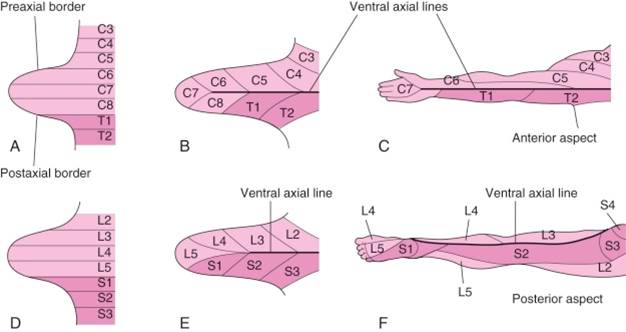 Preaxial border
C3
C4
C5
C6
C7
C8
T1
T2
A
Postaxial border
Ventral axial lines
C3
C4
C5
C6
C7
C8
T1
T2
B
C3
C4
C5
C6
C7
T1
T2
C
Anterior aspect
L2
L3
L4
L5
S1
S2
S3
D
Ventral axial line
L2
L3
L4
L5
S1
S2
S3
E
Ventral axial line
S4
L4
L4
L3
L5
S1
S2
S3
L2
L5
F
Posterior aspect